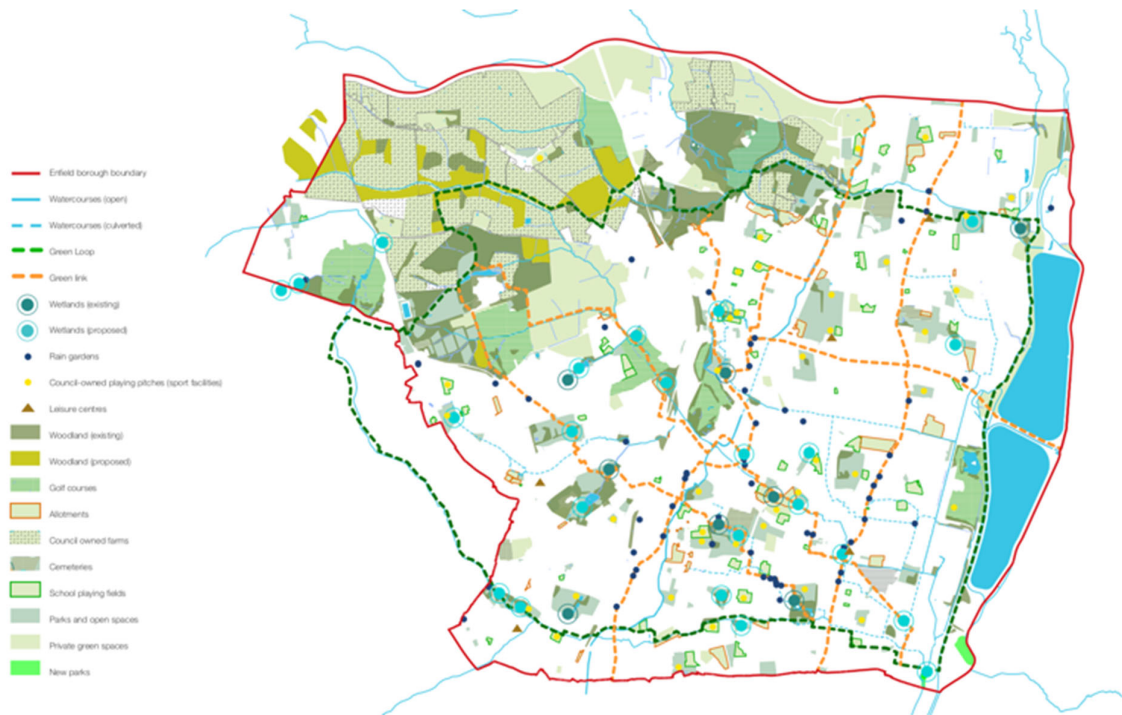 Enfield borough boundary
Watercourses (open)
Watercourses (culverted)
Green Loop
Green link
Wetlands (existing)
Wetlands (proposed)
Rain gardens
Council-owned playing pitches (sport facilities)
Leisure centres
Woodland (existing)
Woodland (proposed)
Golf courses
Allotments
Council owned farms
Cemeteries
School playing fields
Parks and open spaces
Private green spaces
New parks